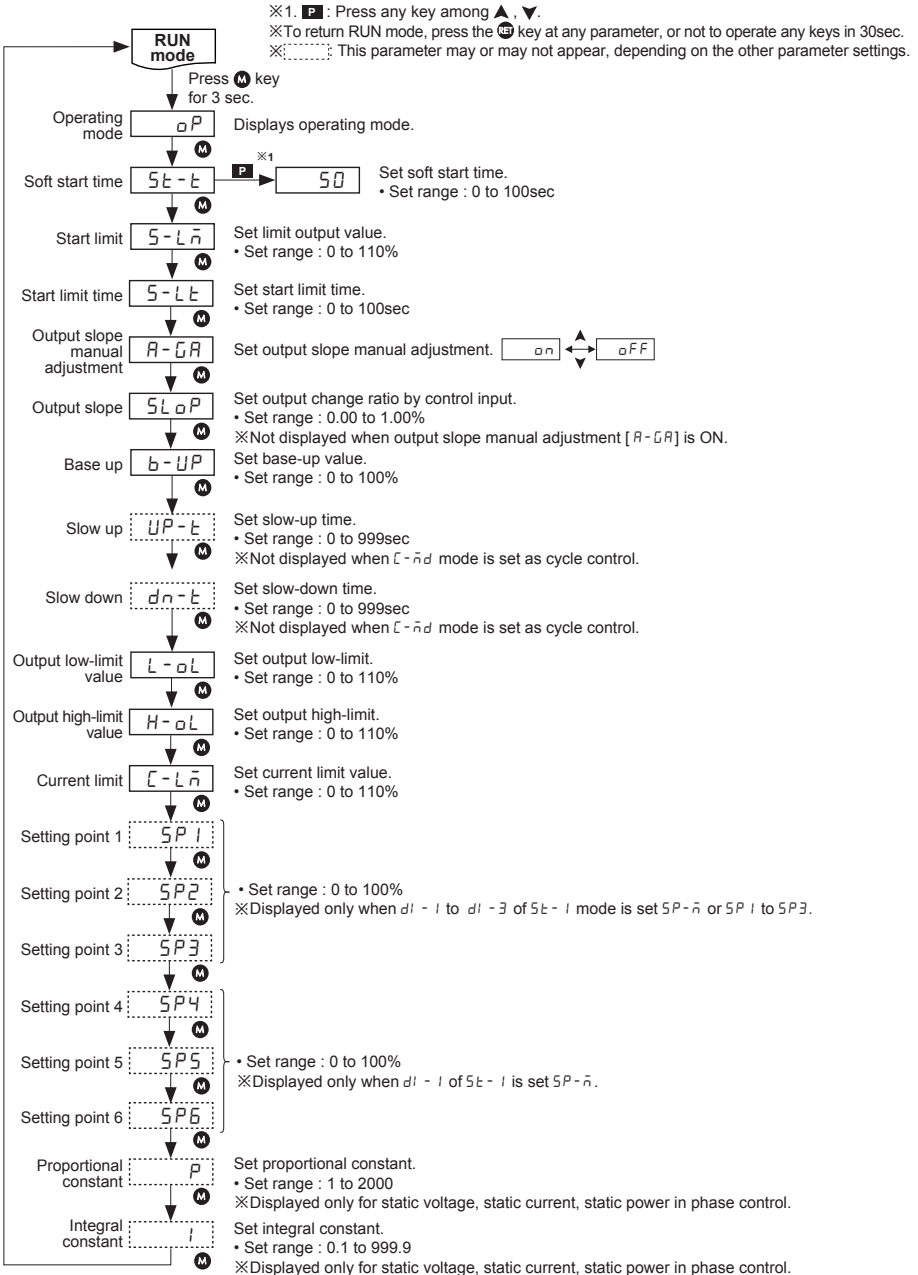 ※1. P : Press any key among ▲, ▼.
※To return RUN mode, press the RET key at any parameter, or not to operate any keys in 30sec.
※[ ]: This parameter may or may not appear, depending on the other parameter settings.
RUN
mode
Press M key
for 3 sec.
Operating
mode
oP
Displays operating mode.
M
Soft start time
St-t
P
※1
50
Set soft start time.
• Set range : 0 to 100sec
M
Start limit
S-Lm
Set limit output value.
• Set range : 0 to 110%
M
Start limit time
S-Lt
Set start limit time.
• Set range : 0 to 100sec
M
Output slope
manual
adjustment
A-GA
Set output slope manual adjustment.
on
oFF
M
Output slope
SLoP
Set output change ratio by control input.
• Set range : 0.00 to 1.00%
※Not displayed when output slope manual adjustment [A-GA] is ON.
M
Base up
b-UP
Set base-up value.
• Set range : 0 to 100%
M
Slow up
UP-t
Set slow-up time.
• Set range : 0 to 999sec
※Not displayed when C-md mode is set as cycle control.
M
Slow down
dn-t
Set slow-down time.
• Set range : 0 to 999sec
※Not displayed when C-md mode is set as cycle control.
M
Output low-limit
value
L-oL
Set output low-limit.
• Set range : 0 to 110%
M
Output high-limit
value
H-oL
Set output high-limit.
• Set range : 0 to 110%
M
Current limit
C-Lm
Set current limit value.
• Set range : 0 to 110%
M
Setting point 1
SP1
M
Setting point 2
SP2
• Set range : 0 to 100%
※Displayed only when dI-1 to dI-3 of St-1 mode is set SP-m or SP1 to SP3.
M
Setting point 3
SP3
M
Setting point 4
SP4
M
Setting point 5
SP5
• Set range : 0 to 100%
※Displayed only when dI-1 of St-1 is set SP-m.
M
Setting point 6
SP6
M
Proportional
constant
P
Set proportional constant.
• Set range : 1 to 2000
※Displayed only for static voltage, static current, static power in phase control.
M
Integral
constant
I
Set integral constant.
• Set range : 0.1 to 999.9
※Displayed only for static voltage, static current, static power in phase control.
M